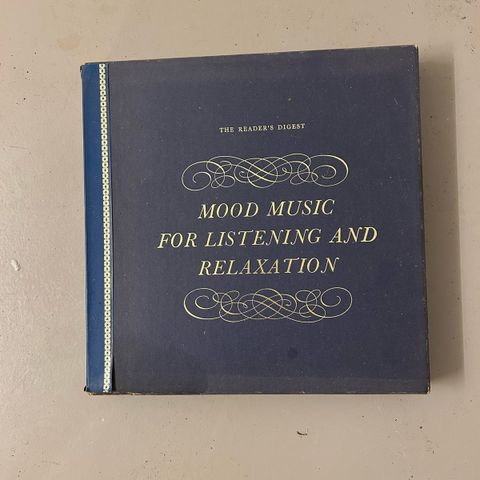 THE READER'S DIGEST
MOOD MUSIC
FOR LISTENING AND
RELAXATION